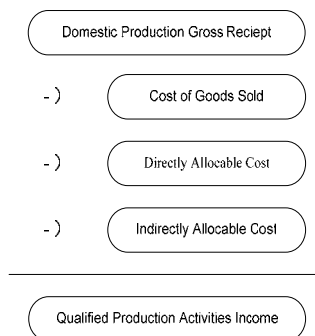 Domestic Production Gross Reciept
- ) Cost of Goods Sold
- ) Directly Allocable Cost
- ) Indirectly Allocable Cost
Qualified Production Activities Income